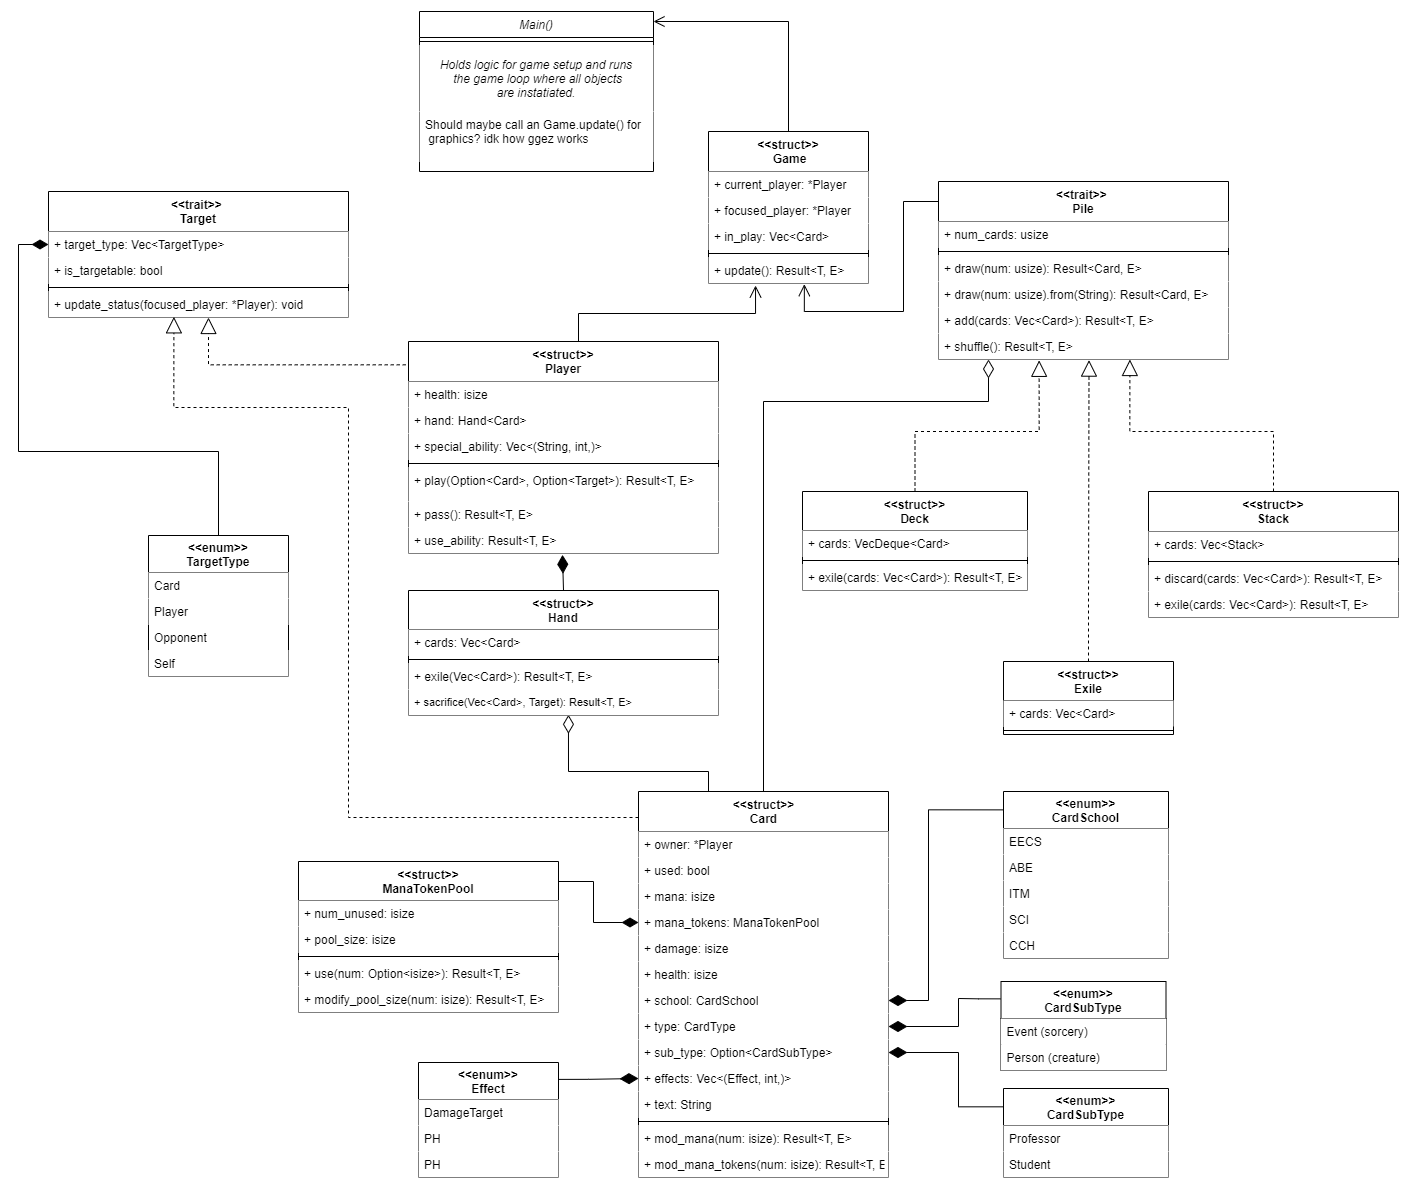 Main()
Holds logic for game setup and runs
the game loop where all objects
are instatiated.
Should maybe call an Game.update() for
graphics? idk how ggez works
<<struct>>
Game
+ current_player: *Player
+ focused_player: *Player
+ in_play: Vec<Card>
+ update(): Result<T, E>
<<trait>>
Pile
+ num_cards: usize
+ draw(num: usize): Result<Card, E>
+ draw(num: usize).from(String): Result<Card, E>
+ add(cards: Vec<Card>): Result<T, E>
+ shuffle(): Result<T, E>
<<trait>>
Target
+ target_type: Vec<TargetType>
+ is_targetable: bool
+ update_status(focused_player: *Player): void
<<struct>>
Player
+ health: isize
+ hand: Hand<Card>
+ special_ability: Vec<(String, int,)>
+ play(Option<Card>, Option<Target>): Result<T, E>
+ pass(): Result<T, E>
+ use_ability: Result<T, E>
<<enum>>
TargetType
Card
Player
Opponent
Self
<<struct>>
Deck
+ cards: VecDeque<Card>
+ exile(cards: Vec<Card>): Result<T, E>
<<struct>>
Stack
+ cards: Vec<Stack>
+ discard(cards: Vec<Card>): Result<T, E>
+ exile(cards: Vec<Card>): Result<T, E>
<<struct>>
Hand
+ cards: Vec<Card>
+ exile(Vec<Card>): Result<T, E>
+ sacrifice(Vec<Card>, Target): Result<T, E>
<<struct>>
Exile
+ cards: Vec<Card>
<<struct>>
Card
+ owner: *Player
+ used: bool
+ mana: isize
+ mana_tokens: ManaTokenPool
+ damage: isize
+ health: isize
+ school: CardSchool
+ type: CardType
+ sub_type: Option<CardSubType>
+ effects: Vec<(Effect, int,)>
+ text: String
+ mod_mana(num: isize): Result<T, E>
+ mod_mana_tokens(num: isize): Result<T, E
<<struct>>
ManaTokenPool
+ num_unused: isize
+ pool_size: isize
+ use(num: Option<isize>): Result<T, E>
+ modify_pool_size(num: isize): Result<T, E>
<<enum>>
Effect
DamageTarget
PH
PH
<<enum>>
CardSchool
EECS
ABE
ITM
SCI
CCH
<<enum>>
CardSubType
Event (sorcery)
Person (creature)
<<enum>>
CardSubType
Professor
Student